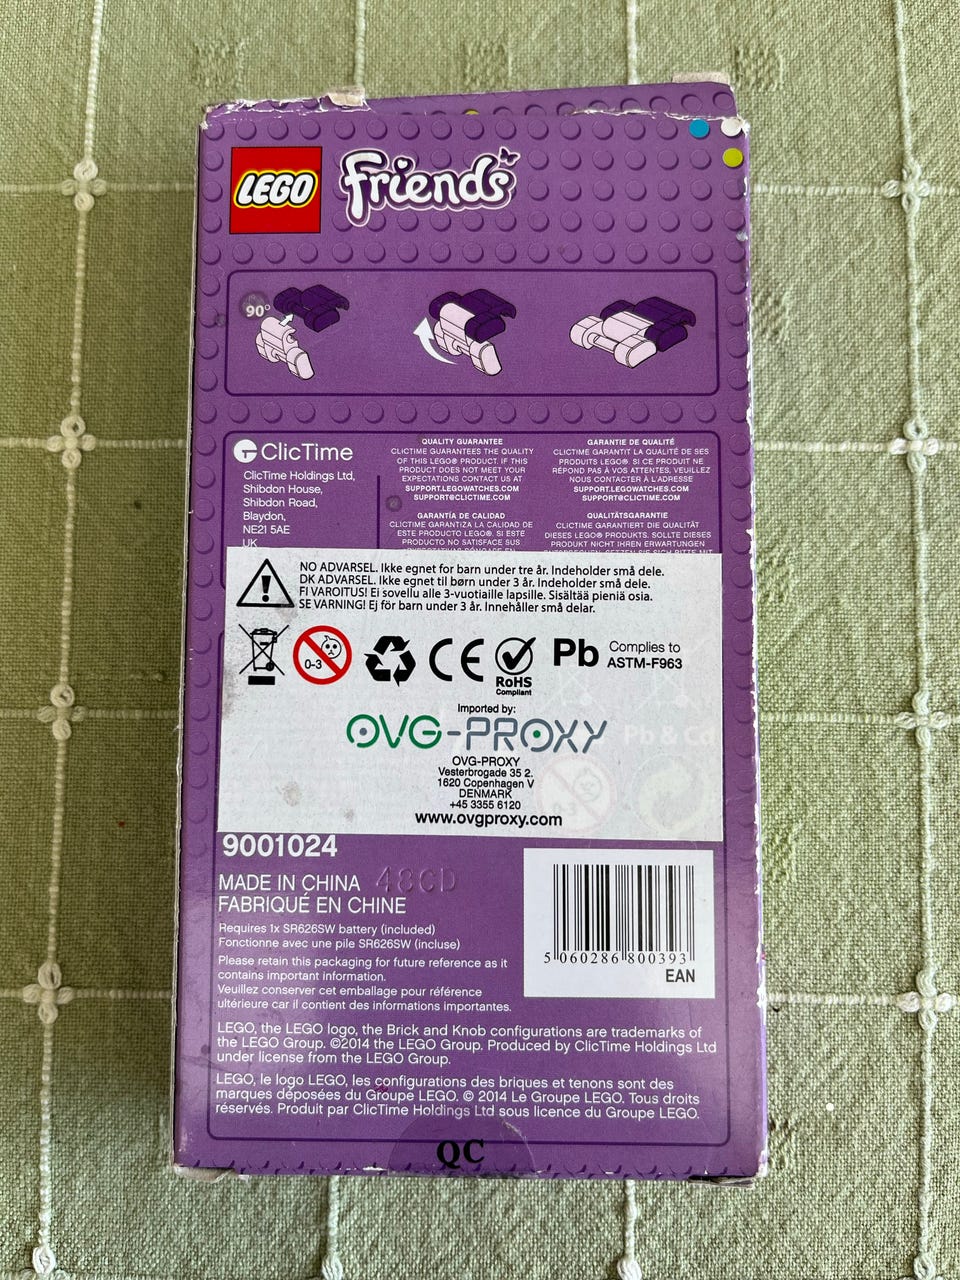 LEGO
friends
90°
ClicTime
ClicTime Holdings Ltd,
Shibdon House,
Shibdon Road,
Blaydon,
NE21 5AE
UK
QUALITY GUARANTEE
CLICTIME GUARANTEES THE QUALITY
OF THIS LEGO® PRODUCT. IF THIS
PRODUCT DOES NOT MEET YOUR
EXPECTATIONS CONTACT US AT
SUPPORT.LEGOWATCHES.COM
SUPPORT@CLICTIME.COM
GARANTÍA DE CALIDAD
CLICTIME GARANTIZA LA CALIDAD DE
ESTE PRODUCTO LEGO®. SI ESTE
PRODUCTO NO SATISFACE SUS
GARANTIE DE QUALITÉ
CLICTIME GARANTIT LA QUALITÉ DE SES
PRODUITS LEGO®. SI CE PRODUIT NE
RÉPOND PAS À VOS ATTENTES, VEUILLEZ
NOUS CONTACTER À L'ADRESSE
SUPPORT.LEGOWATCHES.COM
SUPPORT@CLICTIME.COM
QUALITÄTSGARANTIE
CLICTIME GARANTIERT DIE QUALITÄT
DIESES LEGO® PRODUKTS. SOLLTE DIESES
PRODUKT NICHT IHREN ERWARTUNGEN
NO ADVARSEL. Ikke egnet for barn under tre år. Indeholder små dele.
DK ADVARSEL. Ikke egnet til børn under 3 år. Indeholder små dele.
FI VAROITUS! Ei sovellu alle 3-vuotiaille lapsille. Sisältää pieniä osia.
SE VARNING! Ej för barn under 3 år. Innehåller små delar.
0-3
CE
RoHS
Compliant
Pb
Complies to
ASTM-F963
Imported by:
OVG-PROXY
Pb & Cd
0-3
OVG-PROXY
Vesterbrogade 35 2.
1620 Copenhagen V
DENMARK
+45 3355 6120
www.ovgproxy.com
9001024
MADE IN CHINA 48CD
FABRIQUÉ EN CHINE
Requires 1x SR626SW battery (included)
Fonctionne avec une pile SR626SW (incluse)
Please retain this packaging for future reference as it
contains important information.
Veuillez conserver cet emballage pour référence
ultérieure car il contient des informations importantes.
5 060286 800393
EAN
LEGO, the LEGO logo, the Brick and Knob configurations are trademarks of
the LEGO Group. ©2014 the LEGO Group. Produced by ClicTime Holdings Ltd
under license from the LEGO Group.
LEGO, le logo LEGO, les configurations des briques et tenons sont des
marques déposées du Groupe LEGO. © 2014 Le Groupe LEGO. Tous droits
réservés. Produit par ClicTime Holdings Ltd sous licence du Groupe LEGO.
QC